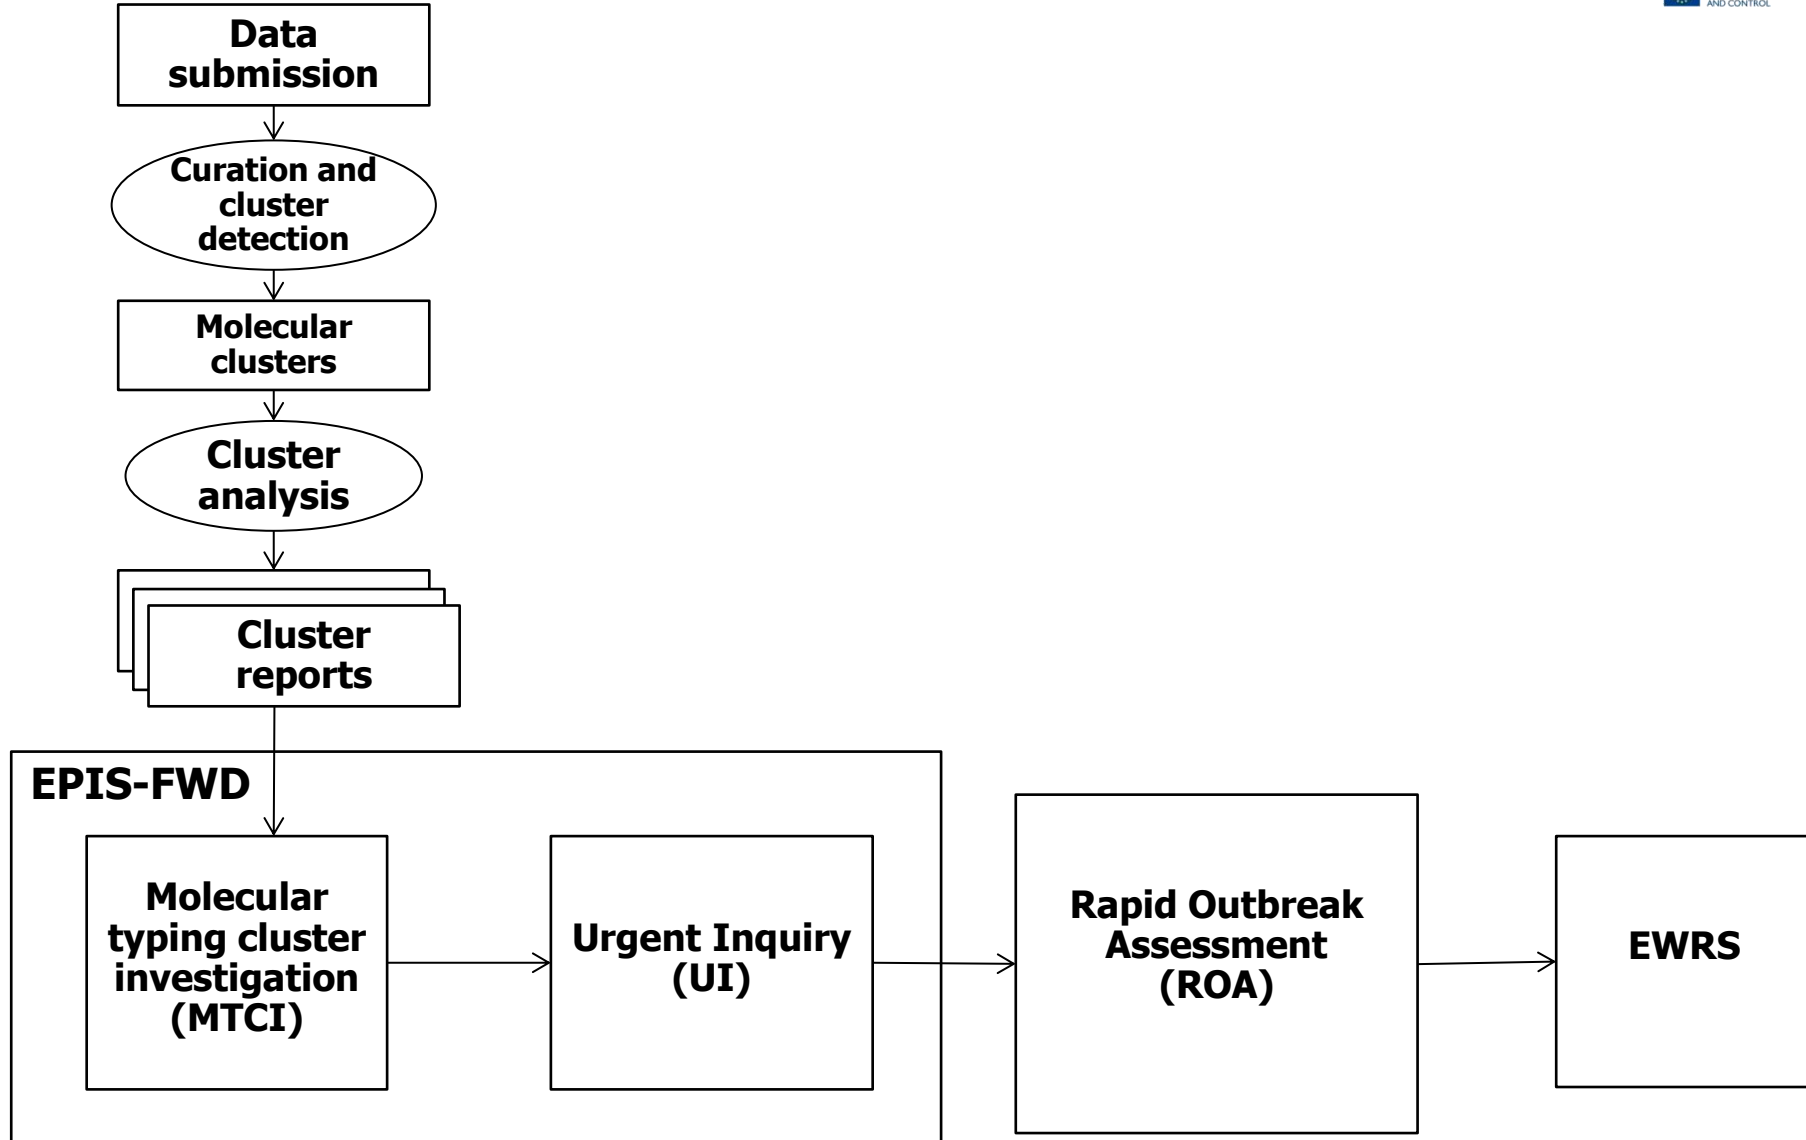 AND CONTROL
Data
submission
Curation and
cluster
detection
Molecular
clusters
Cluster
analysis
Cluster
reports
EPIS-FWD
Molecular
typing cluster
investigation
(MTCI)
Urgent Inquiry
(UI)
Rapid Outbreak
Assessment
(ROA)
EWRS